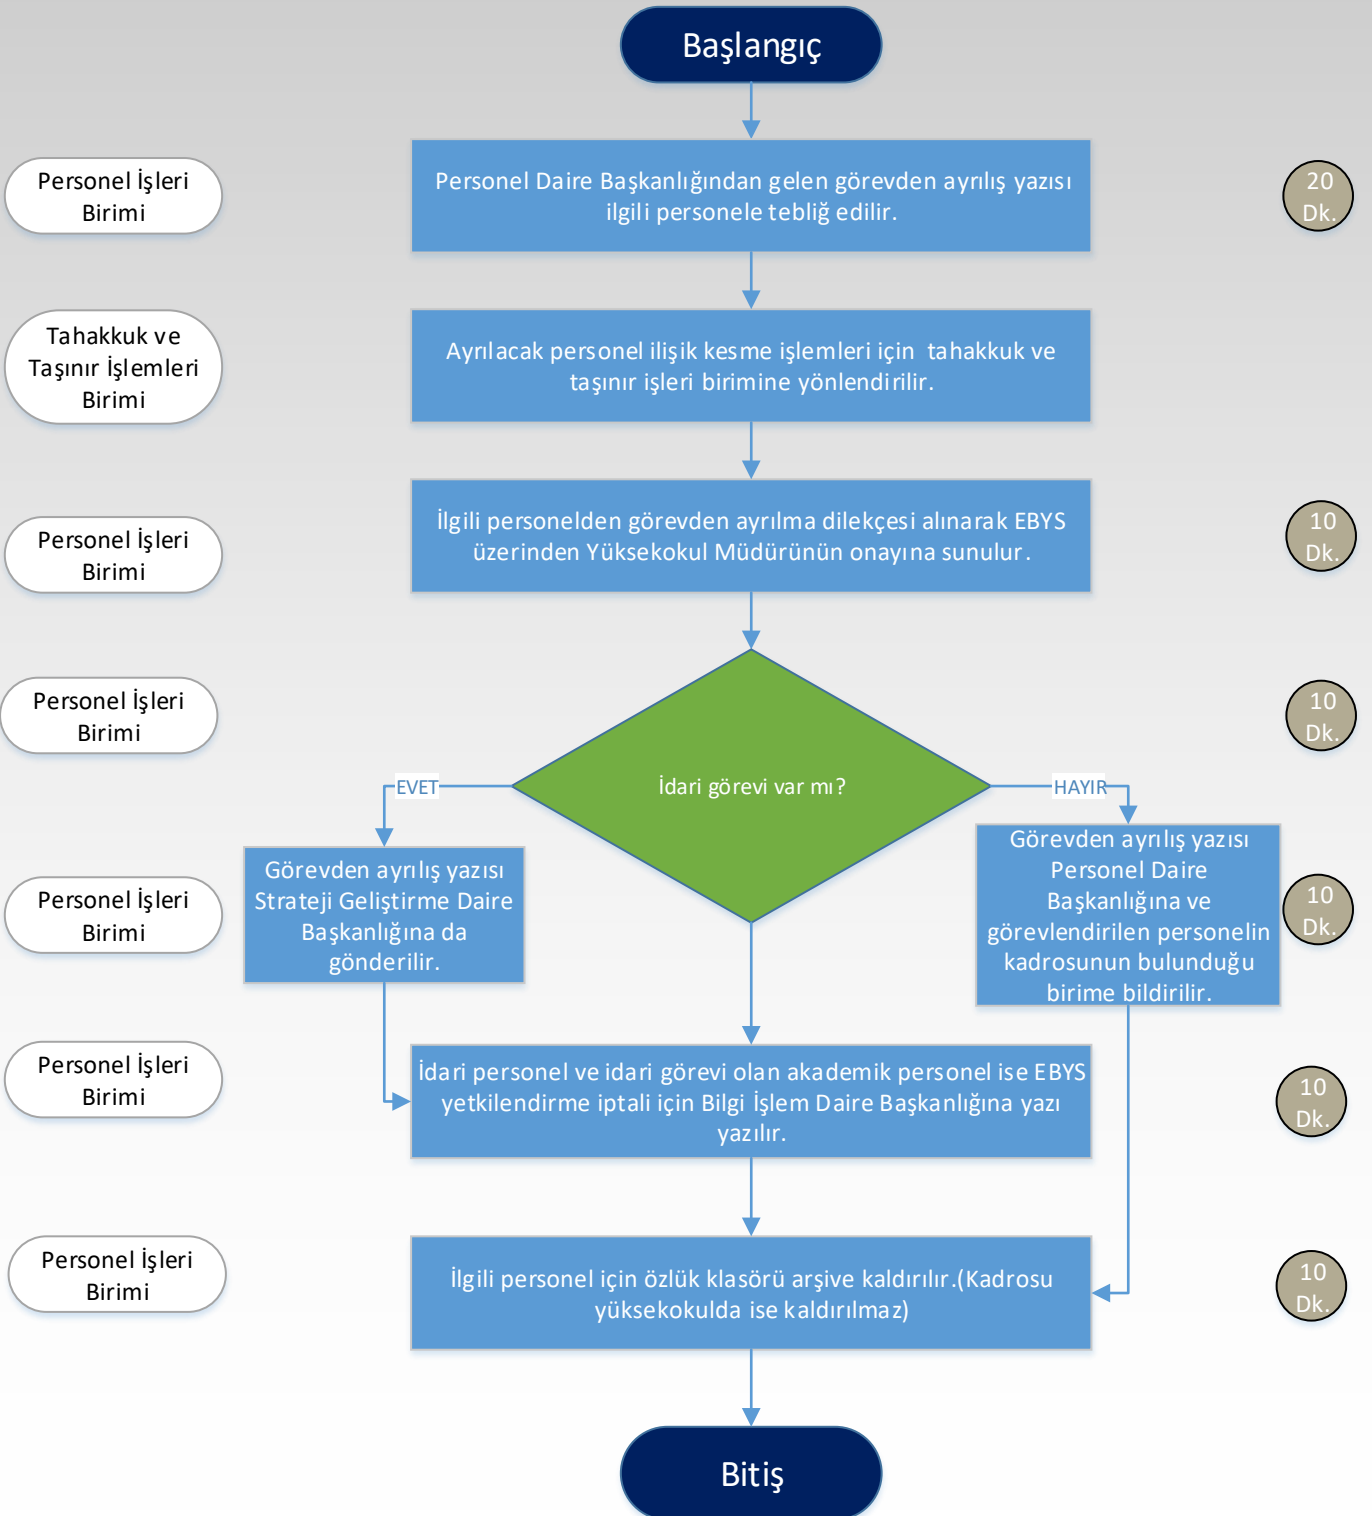 Başlangıç
Personel İşleri
Birimi
Personel Daire Başkanlığından gelen görevden ayrılış yazısı
ilgili personele tebliğ edilir.
20
Dk.
Tahakkuk ve
Taşınır İşlemleri
Birimi
Ayrılacak personel ilişik kesme işlemleri için tahakkuk ve
taşınır işleri birimine yönlendirilir.
Personel İşleri
Birimi
İlgili personelden görevden ayrılma dilekçesi alınarak EBYS
üzerinden Yüksekokul Müdürünün onayına sunulur.
10
Dk.
Personel İşleri
Birimi
10
Dk.
İdari görevi var mı?
EVET
HAYIR
Personel İşleri
Birimi
Görevden ayrılış yazısı
Strateji Geliştirme Daire
Başkanlığına da
gönderilir.
Görevden ayrılış yazısı
Personel Daire
Başkanlığına ve
görevlendirilen personelin
kadrosunun bulunduğu
birime bildirilir.
10
Dk.
Personel İşleri
Birimi
İdari personel ve idari görevi olan akademik personel ise EBYS
yetkilendirme iptali için Bilgi İşlem Daire Başkanlığına yazı
yazılır.
10
Dk.
Personel İşleri
Birimi
İlgili personel için özlük klasörü arşive kaldırılır.(Kadrosu
yüksekokulda ise kaldırılmaz)
10
Dk.
Bitiş